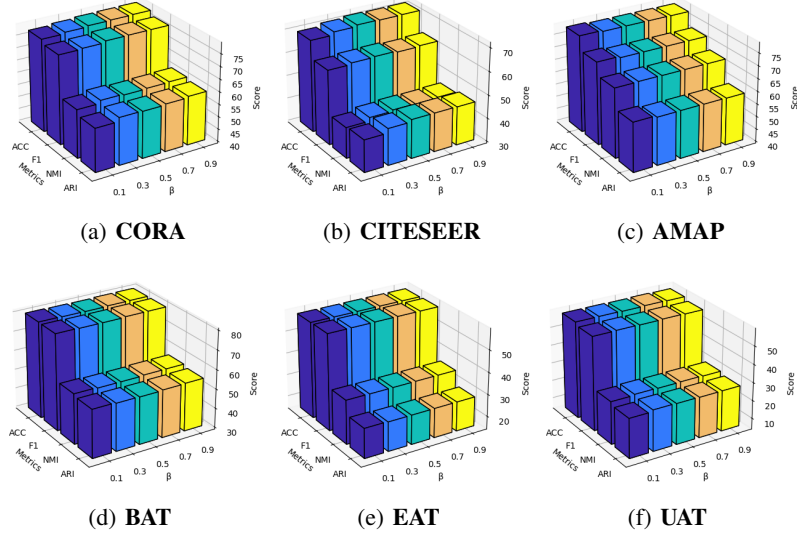 75
70
65
60
55
50
45
40
Score
ACC
F1
NMI
ARI
Metrics
0.1
0.3
0.5
0.7
0.9
β
(a) CORA
70
60
50
40
30
Score
ACC
F1
NMI
ARI
Metrics
0.1
0.3
0.5
0.7
0.9
β
(b) CITESEER
75
70
65
60
55
50
45
40
Score
ACC
F1
NMI
ARI
Metrics
0.1
0.3
0.5
0.7
0.9
β
(c) AMAP
80
70
60
50
40
30
Score
ACC
F1
NMI
ARI
Metrics
0.1
0.3
0.5
0.7
0.9
β
(d) BAT
50
40
30
20
Score
ACC
F1
NMI
ARI
Metrics
0.1
0.3
0.5
0.7
0.9
β
(e) EAT
50
40
30
20
10
Score
ACC
F1
NMI
ARI
Metrics
0.1
0.3
0.5
0.7
0.9
β
(f) UAT